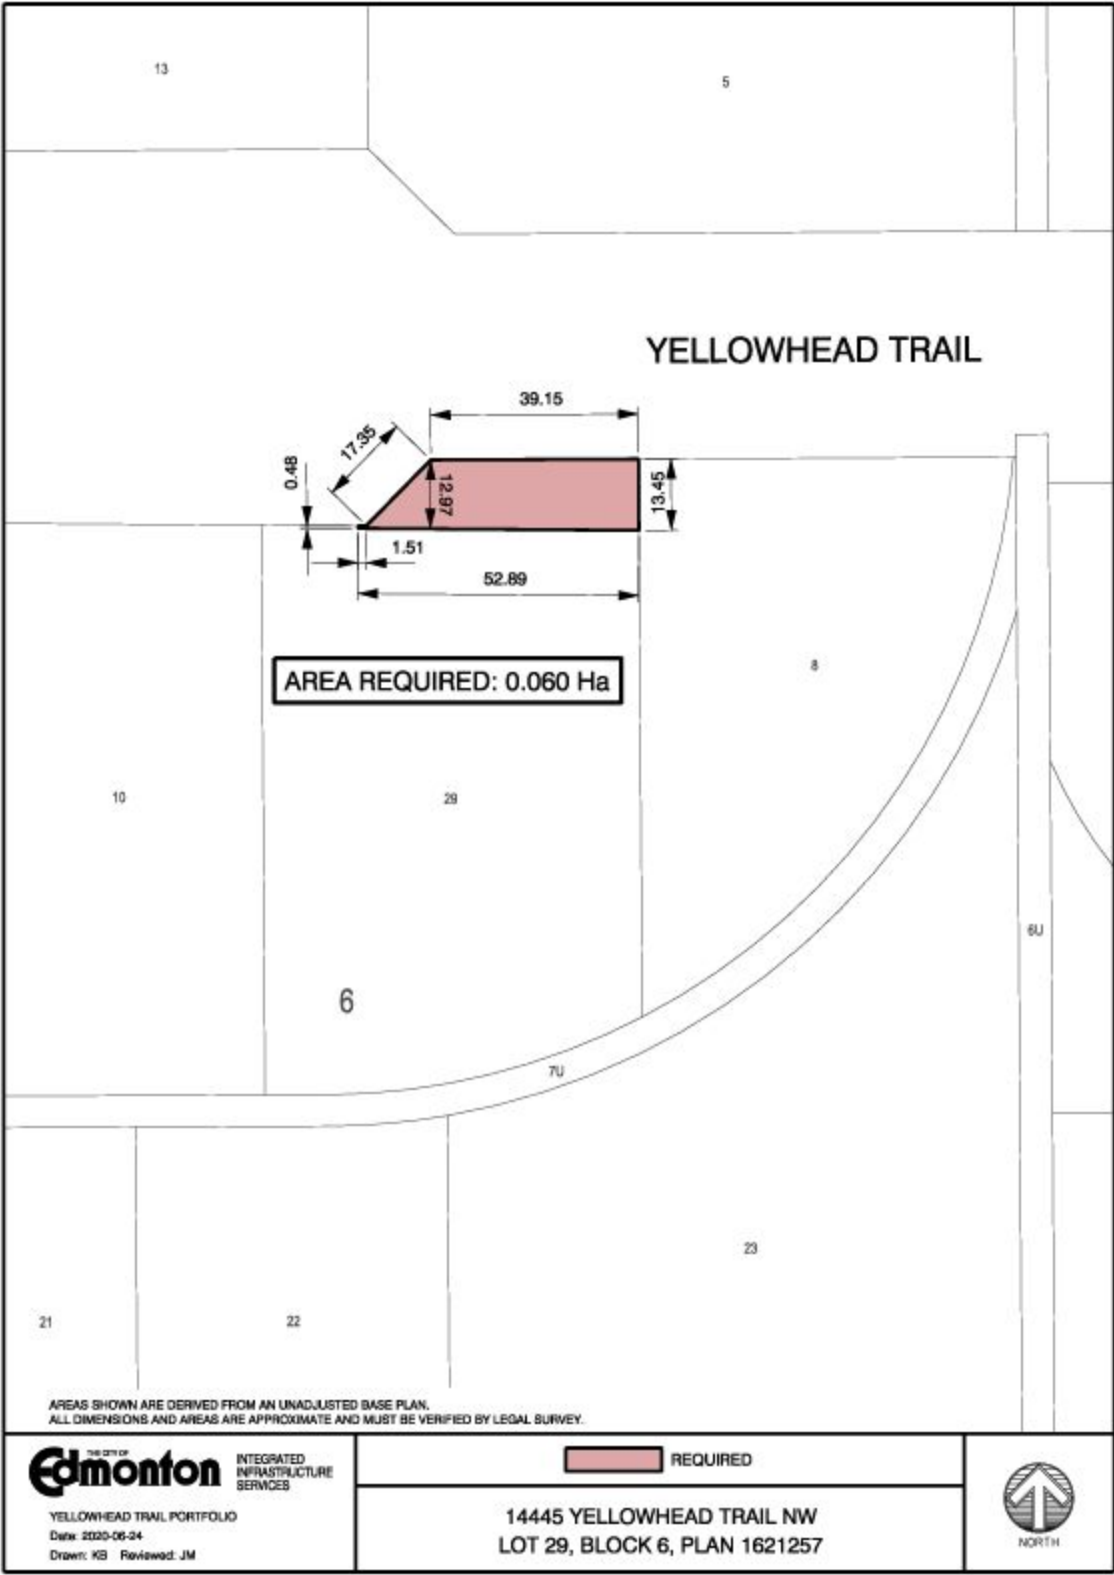 13
5
YELLOWHEAD TRAIL
39.15
17.35
0.48
12.97
13.45
1.51
52.89
8
AREA REQUIRED: 0.060 Ha
10
29
6U
6
7U
23
21
22
AREAS SHOWN ARE DERIVED FROM AN UNADJUSTED BASE PLAN.
ALL DIMENSIONS AND AREAS ARE APPROXIMATE AND MUST BE VERIFIED BY LEGAL SURVEY.
THE CITY OF
Edmonton
INTEGRATED
INFRASTRUCTURE
SERVICES
YELLOWHEAD TRAIL PORTFOLIO
Date: 2020-06-24
Drawn: KB Reviewed: JM
REQUIRED
14445 YELLOWHEAD TRAIL NW
LOT 29, BLOCK 6, PLAN 1621257
NORTH